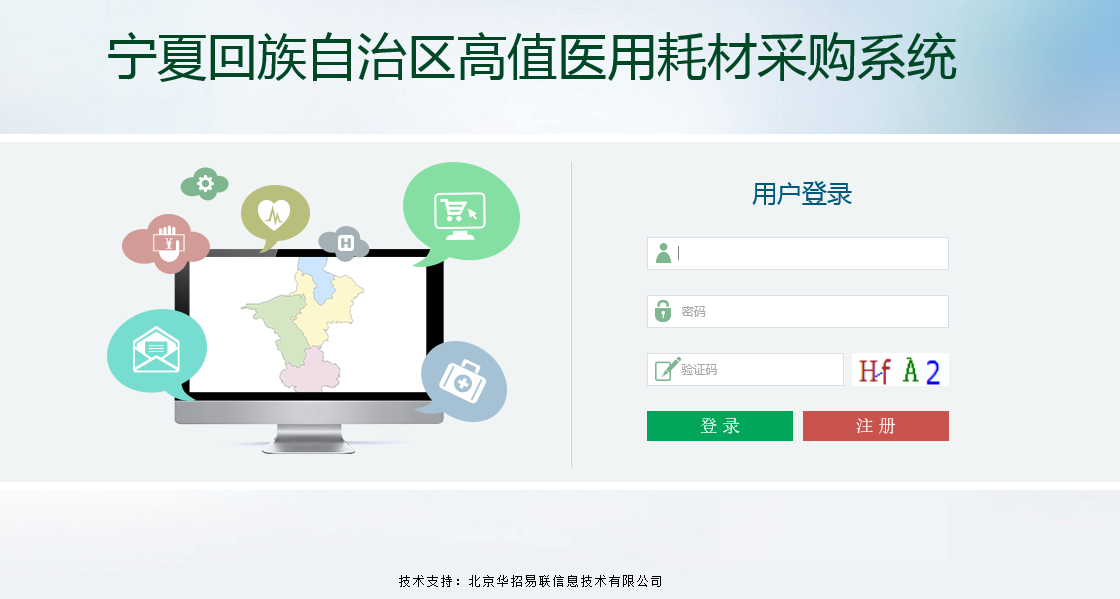 宁夏回族自治区高值医用耗材采购系统
用户登录
密码
验证码
Hf A 2
登 录
注 册
¥
H
技术支持：北京华招易联信息技术有限公司